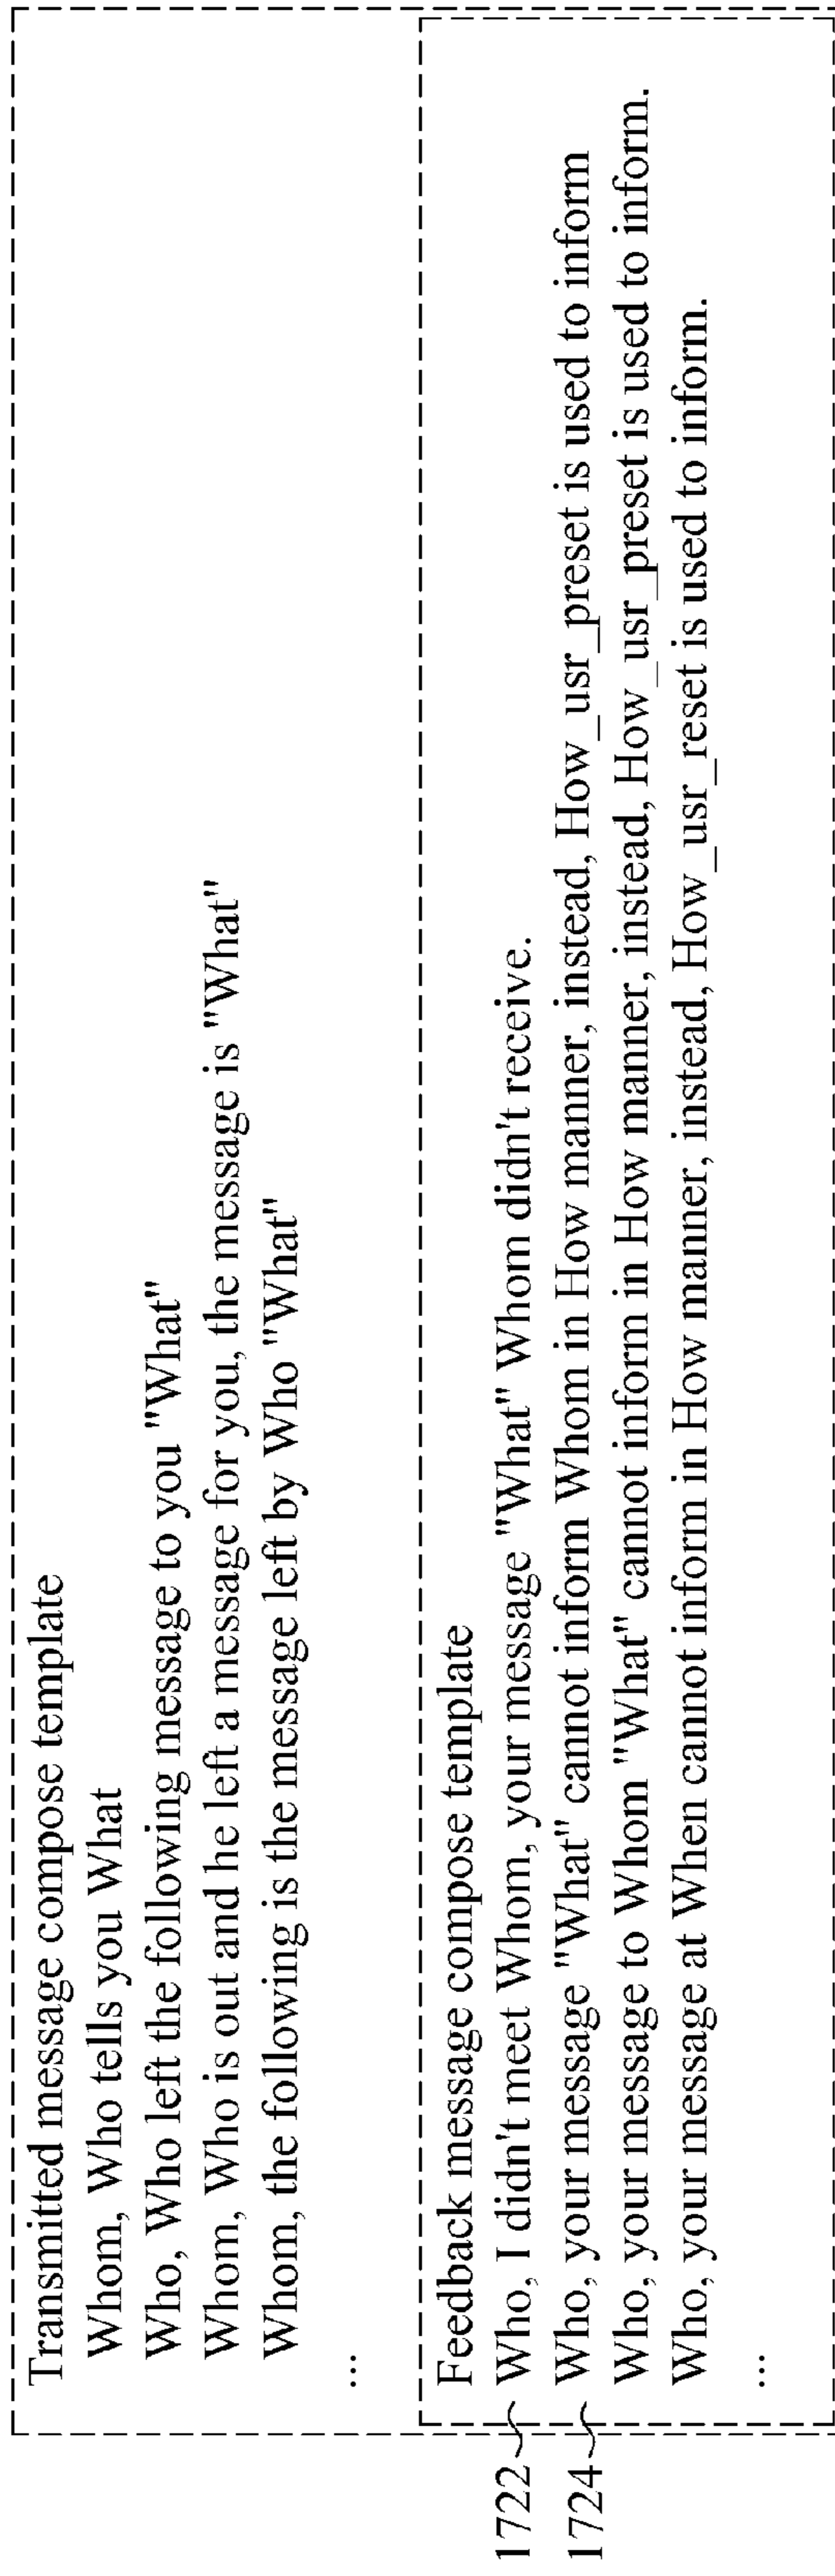 Transmitted message compose template
Whom, Who tells you What
Who, Who left the following message to you "What"
Whom, Who is out and he left a message for you, the message is "What"
Whom, the following is the message left by Who "What"
...
Feedback message compose template
1722 Who, I didn't meet Whom, your message "What" Whom didn't receive.
1724 Who, your message "What" cannot inform Whom in How manner, instead, How_usr_preset is used to inform
Who, your message to Whom "What" cannot inform in How manner, instead, How_usr_preset is used to inform.
Who, your message at When cannot inform in How manner, instead, How_usr_reset is used to inform.
...